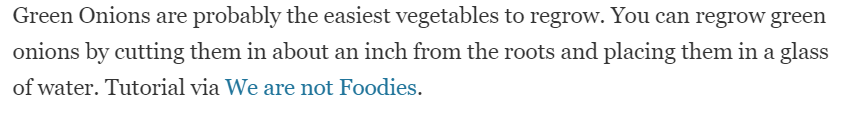 Green Onions are probably the easiest vegetables to regrow. You can regrow green
onions by cutting them in about an inch from the roots and placing them in a glass
of water. Tutorial via We are not Foodies.